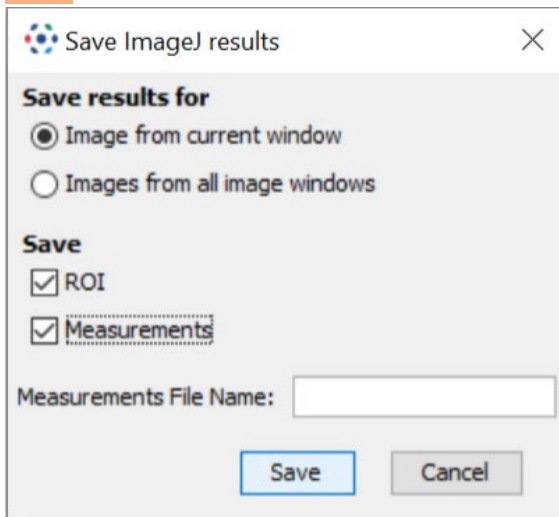 Save ImageJ results
Save results for
Image from current window
Images from all image windows
Save
ROI
Measurements
Measurements File Name:
Save Cancel